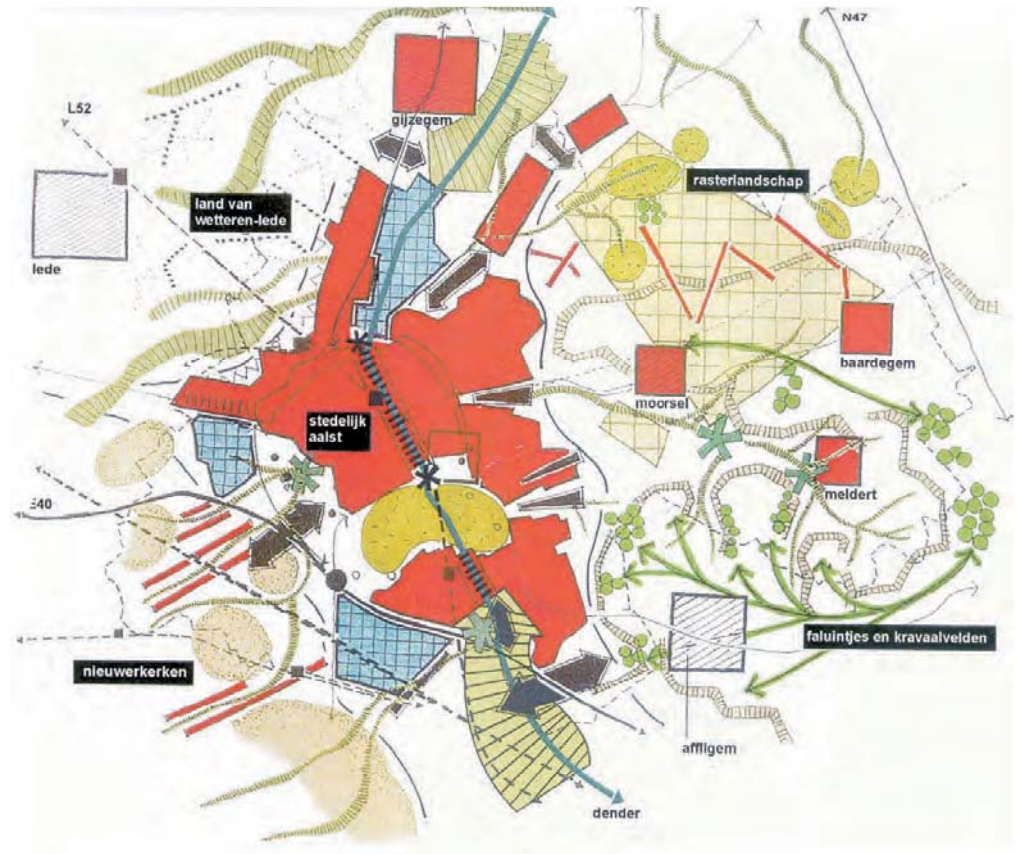 N47
gijzegem
L52
rasterlandschap
land van
wetteren-lede
lede
baardegem
moorsel
stedelijk
aalst
meldert
E40
faluintjes en kravaalvelden
nieuwerkerken
affligem
dender